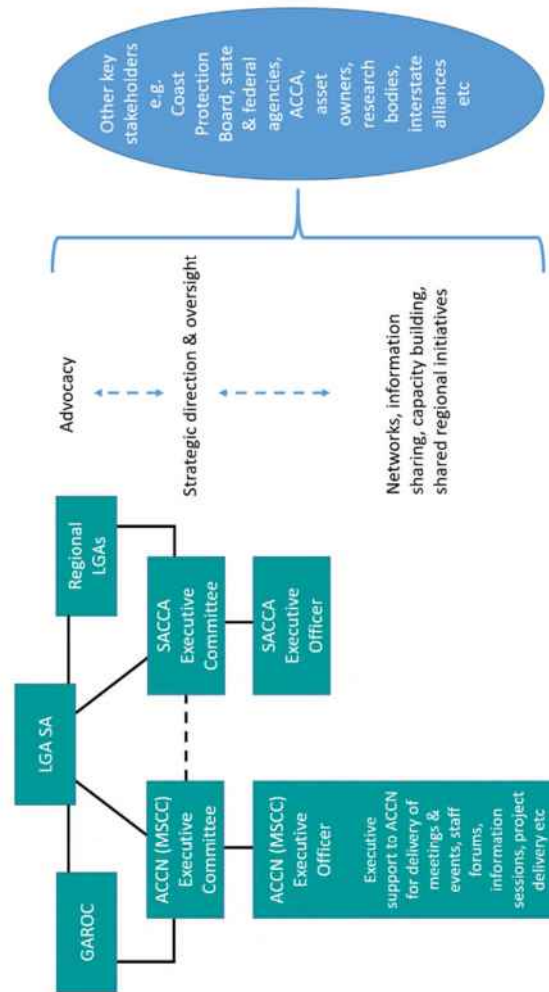 LGA SA
GAROC
Regional
LGAs
ACCN (MSCC)
Executive
Committee
SACCA
Executive
Committee
ACCN (MSCC)
Executive
Officer
Executive
support to ACCN
for delivery of
meetings &
events, staff
forums,
information
sessions, project
delivery etc
SACCA
Executive
Officer
Advocacy
Strategic direction & oversight
Networks, information
sharing, capacity building,
shared regional initiatives
Other key
stakeholders
e.g.
Coast
Protection
Board, state
& federal
agencies,
ACCA,
asset
owners,
research
bodies,
interstate
alliances
etc